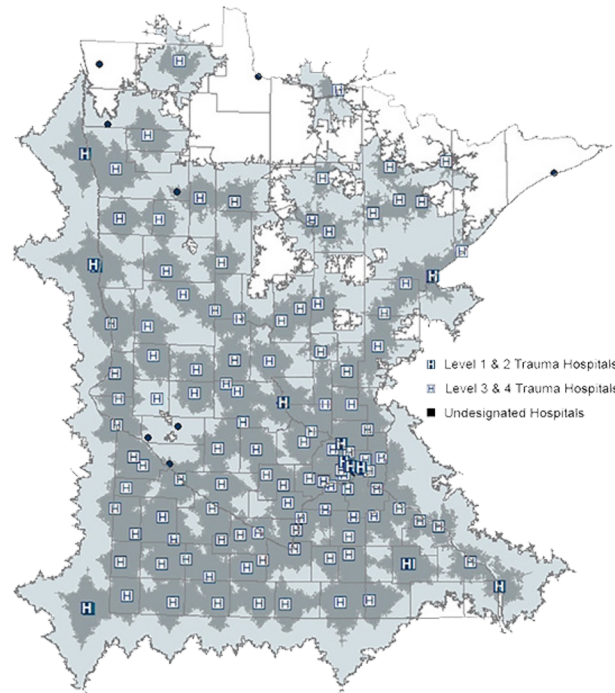 Level 1 & 2 Trauma Hospitals
Level 3 & 4 Trauma Hospitals
Undesignated Hospitals